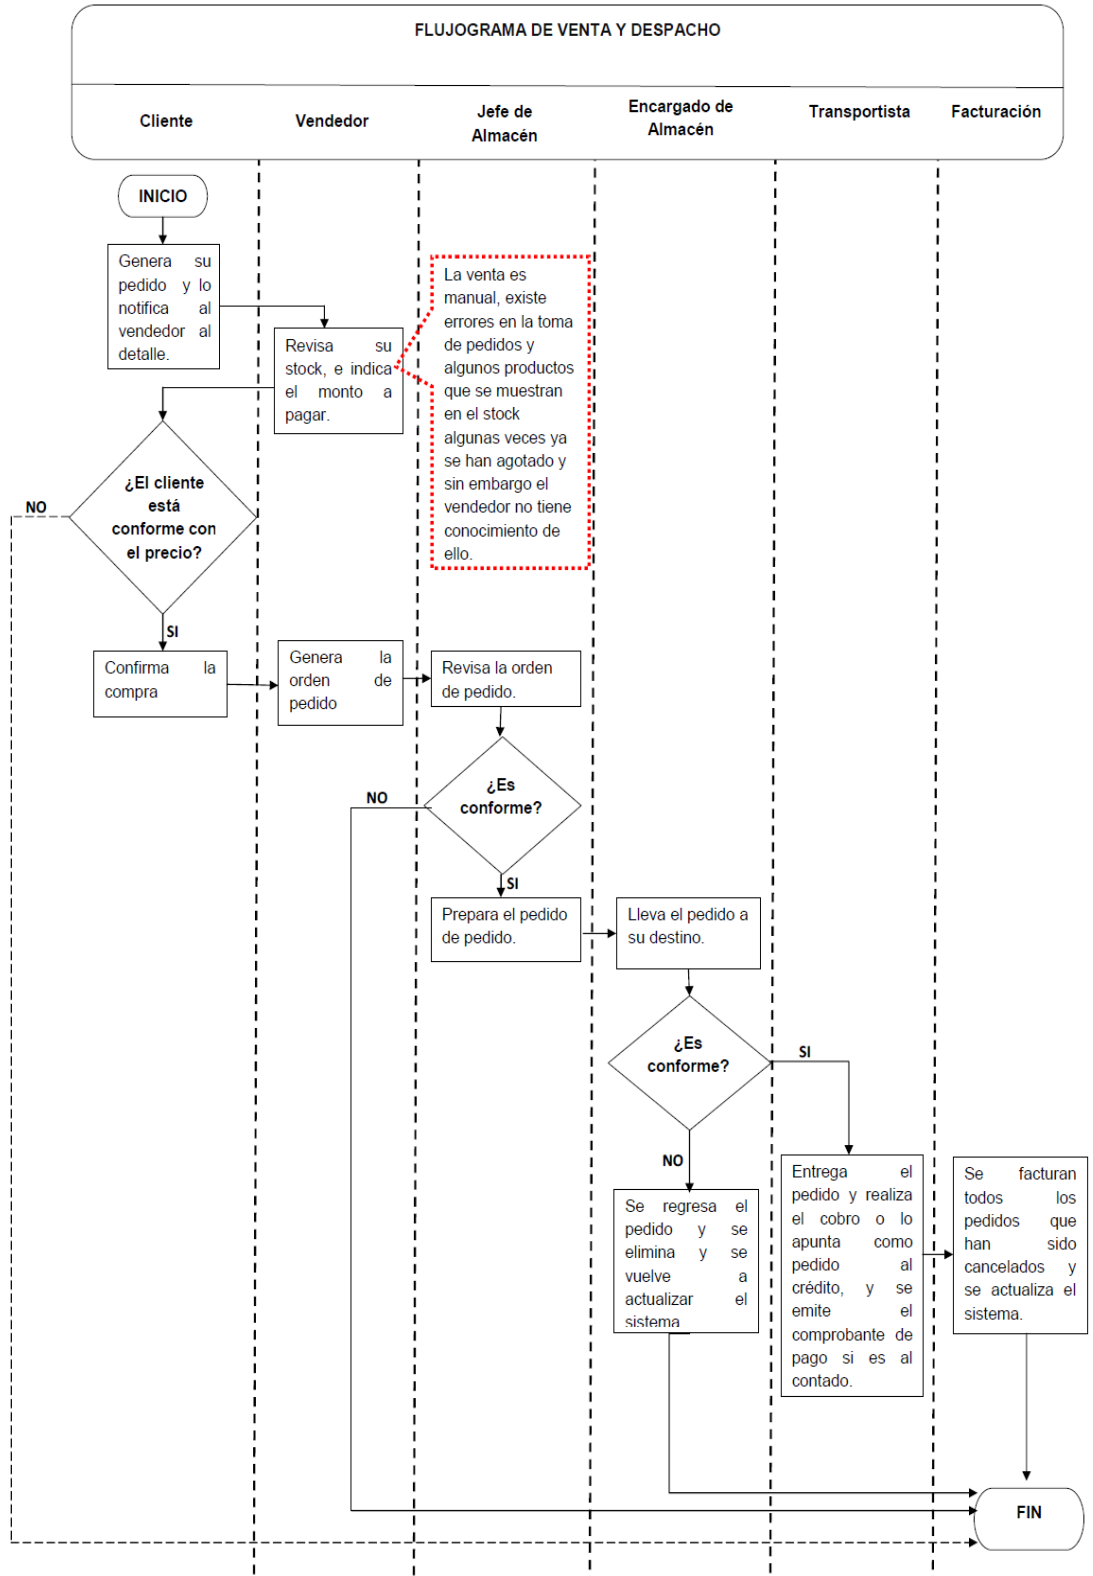 FLUJOGRAMA DE VENTA Y DESPACHO
Cliente
Vendedor
Jefe de
Almacén
Encargado de
Almacén
Transportista
Facturación
INICIO
Genera su
pedido y lo
notifica al
vendedor al
detalle.
Revisa su
stock, e indica
el monto a
pagar.
La venta es
manual, existe
errores en la toma
de pedidos y
algunos productos
que se muestran
en el stock
algunas veces ya
se han agotado y
sin embargo el
vendedor no tiene
conocimiento de
ello.
¿El cliente
está
conforme con
el precio?
NO
SI
Confirma la
compra
Genera la
orden de
pedido
Revisa la orden
de pedido.
¿Es
conforme?
NO
SI
Prepara el pedido
de pedido.
Lleva el pedido a
su destino.
¿Es
conforme?
SI
NO
Se regresa el
pedido y se
elimina y se
vuelve a
actualizar el
sistema
Entrega el
pedido y realiza
el cobro o lo
apunta como
pedido al
crédito, y se
emite el
comprobante de
pago si es al
contado.
Se facturan
todos los
pedidos que
han sido
cancelados y
se actualiza el
sistema.
FIN